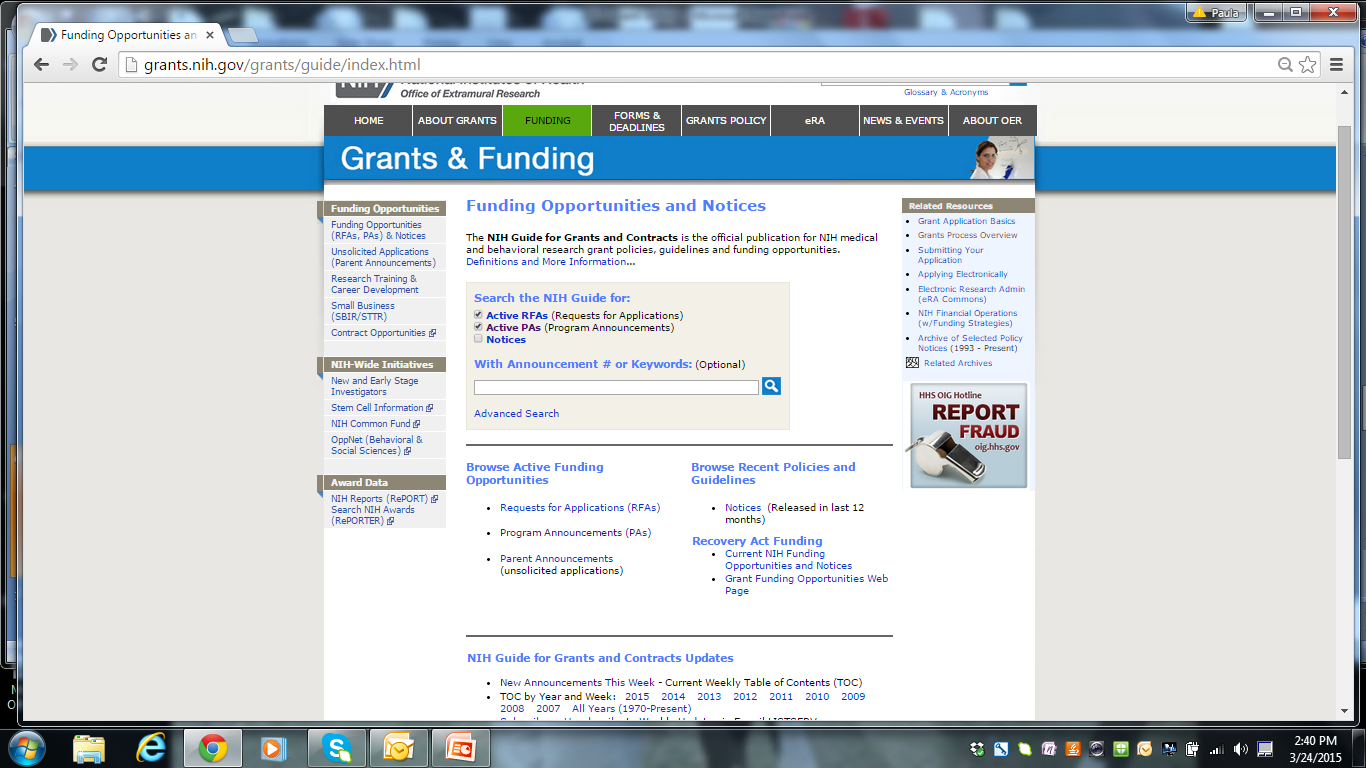 Paula
Funding Opportunities an
grants.nih.gov/grants/guide/index.html
NIH
Office of Extramural Research
Glossary & Acronyms
HOME
ABOUT GRANTS
FUNDING
FORMS &
DEADLINES
GRANTS POLICY
eRA
NEWS & EVENTS
ABOUT OER
Grants & Funding
Funding Opportunities
Funding Opportunities
(RFAs, PAs) & Notices
Unsolicited Applications
(Parent Announcements)
Research Training &
Career Development
Small Business
(SBIR/STTR)
Contract Opportunities
NIH-Wide Initiatives
New and Early Stage
Investigators
Stem Cell Information
NIH Common Fund
OppNet (Behavioral &
Social Sciences)
Award Data
NIH Reports (RePORT)
Search NIH Awards
(RePORTER)
Funding Opportunities and Notices
The NIH Guide for Grants and Contracts is the official publication for NIH medical
and behavioral research grant policies, guidelines and funding opportunities.
Definitions and More Information...
Search the NIH Guide for:
Active RFAs (Requests for Applications)
Active PAs (Program Announcements)
Notices
With Announcement # or Keywords: (Optional)
Advanced Search
Browse Active Funding
Opportunities
Requests for Applications (RFAs)
Program Announcements (PAs)
Parent Announcements
(unsolicited applications)
Browse Recent Policies and
Guidelines
Notices (Released in last 12
months)
Recovery Act Funding
Current NIH Funding
Opportunities and Notices
Grant Funding Opportunities Web
Page
NIH Guide for Grants and Contracts Updates
New Announcements This Week - Current Weekly Table of Contents (TOC)
TOC by Year and Week: 2015 2014 2013 2012 2011 2010 2009
2008 2007 All Years (1970-Present)
Related Resources
Grant Application Basics
Grants Process Overview
Submitting Your
Application
Applying Electronically
Electronic Research Admin
(eRA Commons)
NIH Financial Operations
(w/Funding Strategies)
Archive of Selected Policy
Notices (1993 - Present)
Related Archives
HHS OIG Hotline
REPORT
FRAUD
oig.hhs.gov
2:40 PM
3/24/2015